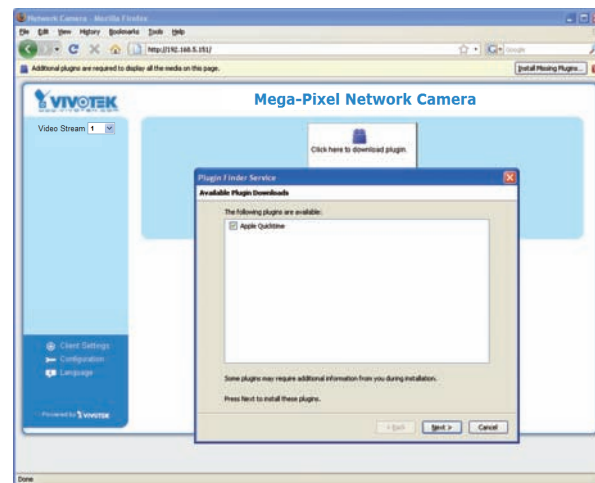 Network Camera - Mozilla Firefox
File Edit View History Bookmarks Tools Help
http://192.168.5.151/
Google
Additional plugins are required to display all the media on this page.
Install Missing Plugins...
VIVOTEK
Mega-Pixel Network Camera
Video Stream 1
Click here to download plugin.
Plugin Finder Service
Available Plugin Downloads
The following plugins are available:
Apple Quicktime
Client Settings
Configuration
Language
Some plugins may require additional information from you during installation.
Press Next to install these plugins.
Powered by VIVOTEK
< Back Next > Cancel
Done